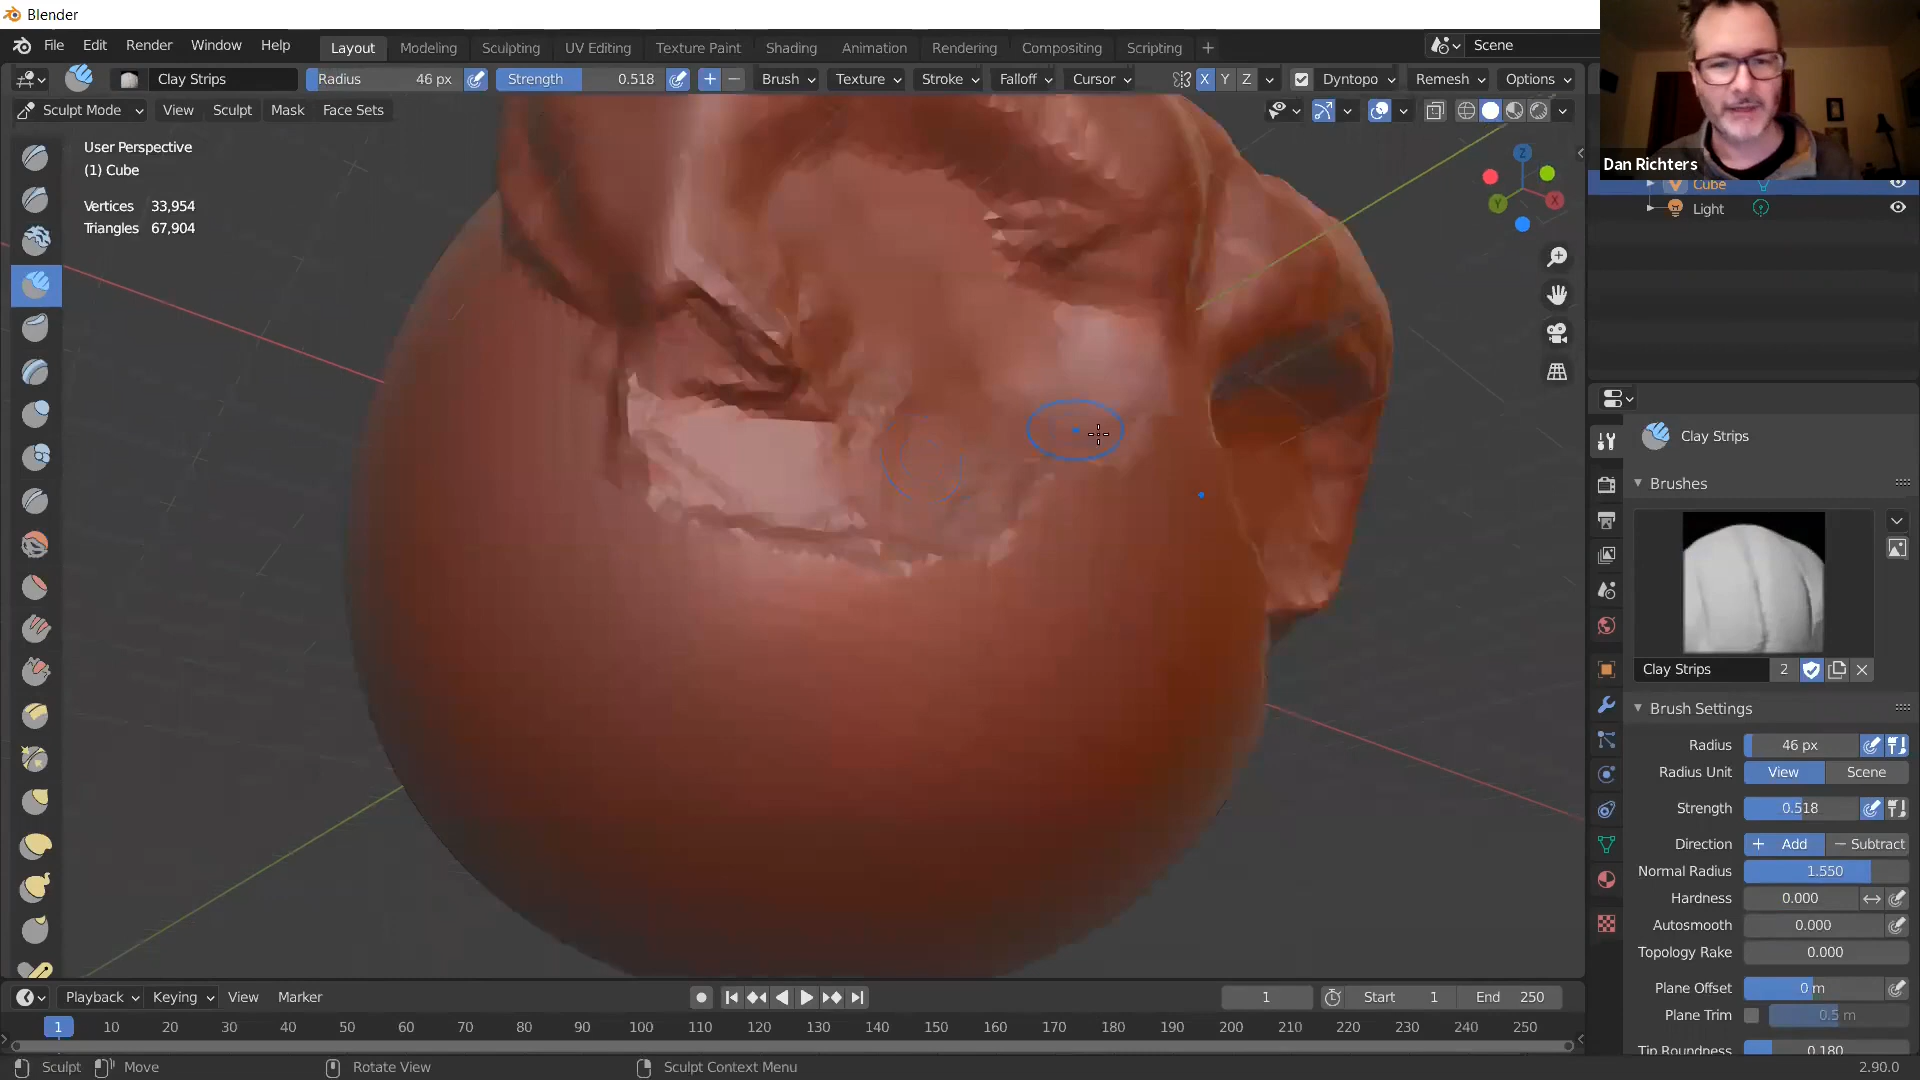 Blender
File Edit Render Window Help Layout Modeling Sculpting UV Editing Texture Paint Shading Animation Rendering Compositing Scripting + Scene
Clay Strips Radius 46 px Strength 0.518 Brush Texture Stroke Falloff Cursor X Y Z Dyntopo Remesh Options
Sculpt Mode View Sculpt Mask Face Sets
Dan Richters
User Perspective
(1) Cube
Vertices 33,954
Triangles 67,904
Z
Y X
Cube
Light
Clay Strips
Brushes
Clay Strips 2
Brush Settings
Radius 46 px
Radius Unit View Scene
Strength 0.518
Direction + Add − Subtract
Normal Radius 1.550
Hardness 0.000
Autosmooth 0.000
Topology Rake 0.000
Plane Offset 0 m
Plane Trim 0.5 m
Tip Roundness 0.180
Playback Keying View Marker 1 Start 1 End 250
1 10 20 30 40 50 60 70 80 90 100 110 120 130 140 150 160 170 180 190 200 210 220 230 240 250
Sculpt Move Rotate View Sculpt Context Menu 2.90.0